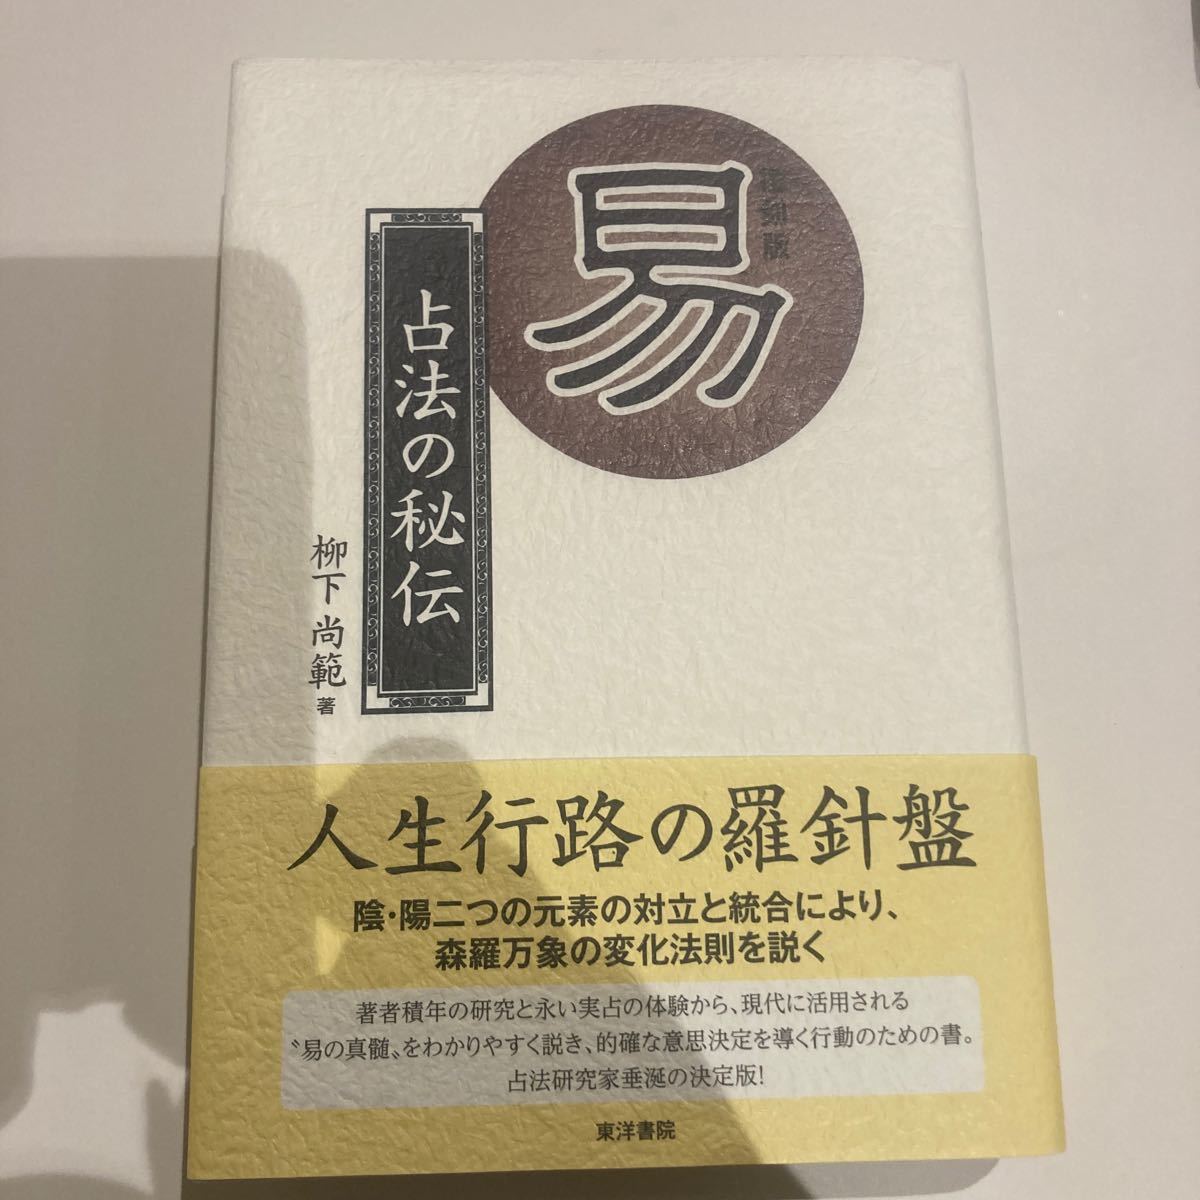 復刻版
易
占法の秘伝
柳下尚範 著
人生行路の羅針盤
陰・陽二つの元素の対立と統合により、
森羅万象の変化法則を説く
著者積年の研究と永い実占の体験から、現代に活用される
〝易の真髄〟をわかりやすく説き、的確な意思決定を導く行動のための書。
占法研究家垂涎の決定版!
東洋書院